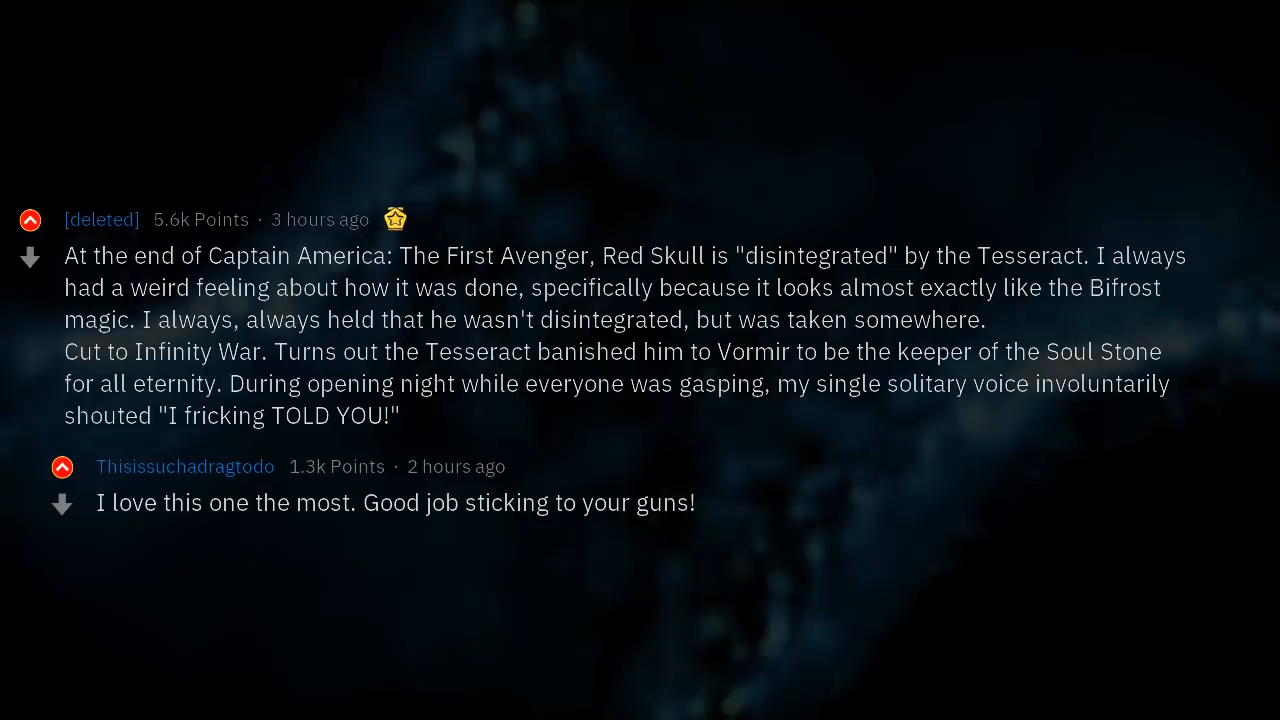 [deleted] 5.6k Points · 3 hours ago
At the end of Captain America: The First Avenger, Red Skull is "disintegrated" by the Tesseract. I always
had a weird feeling about how it was done, specifically because it looks almost exactly like the Bifrost
magic. I always, always held that he wasn't disintegrated, but was taken somewhere.
Cut to Infinity War. Turns out the Tesseract banished him to Vormir to be the keeper of the Soul Stone
for all eternity. During opening night while everyone was gasping, my single solitary voice involuntarily
shouted "I fricking TOLD YOU!"
Thisissuchadragtodo 1.3k Points · 2 hours ago
I love this one the most. Good job sticking to your guns!